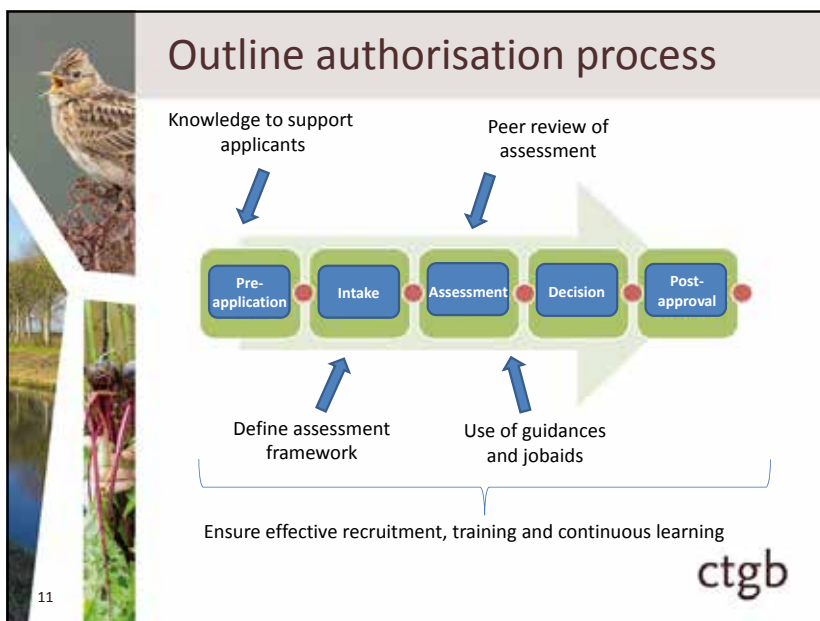 Outline authorisation process
Knowledge to support
applicants
Peer review of
assessment
Pre-
application
Intake
Assessment
Decision
Post-
approval
Define assessment
framework
Use of guidances
and jobaids
Ensure effective recruitment, training and continuous learning
ctgb
11